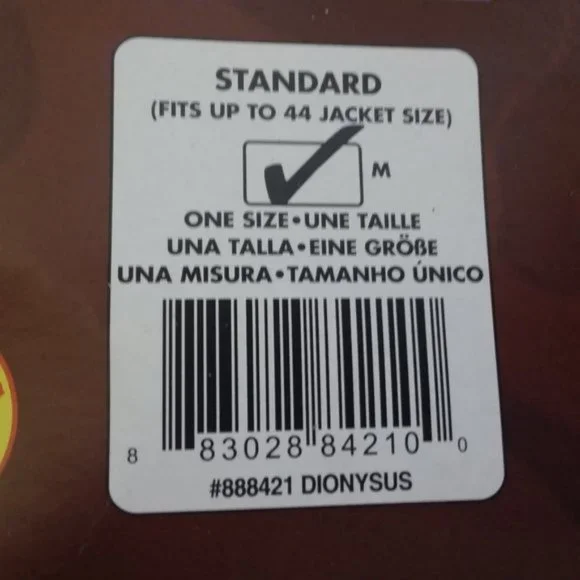 STANDARD
(FITS UP TO 44 JACKET SIZE)
M
ONE SIZE•UNE TAILLE
UNA TALLA•EINE GRÖßE
UNA MISURA•TAMANHO ÚNICO
8 83028 84210 0
#888421 DIONYSUS